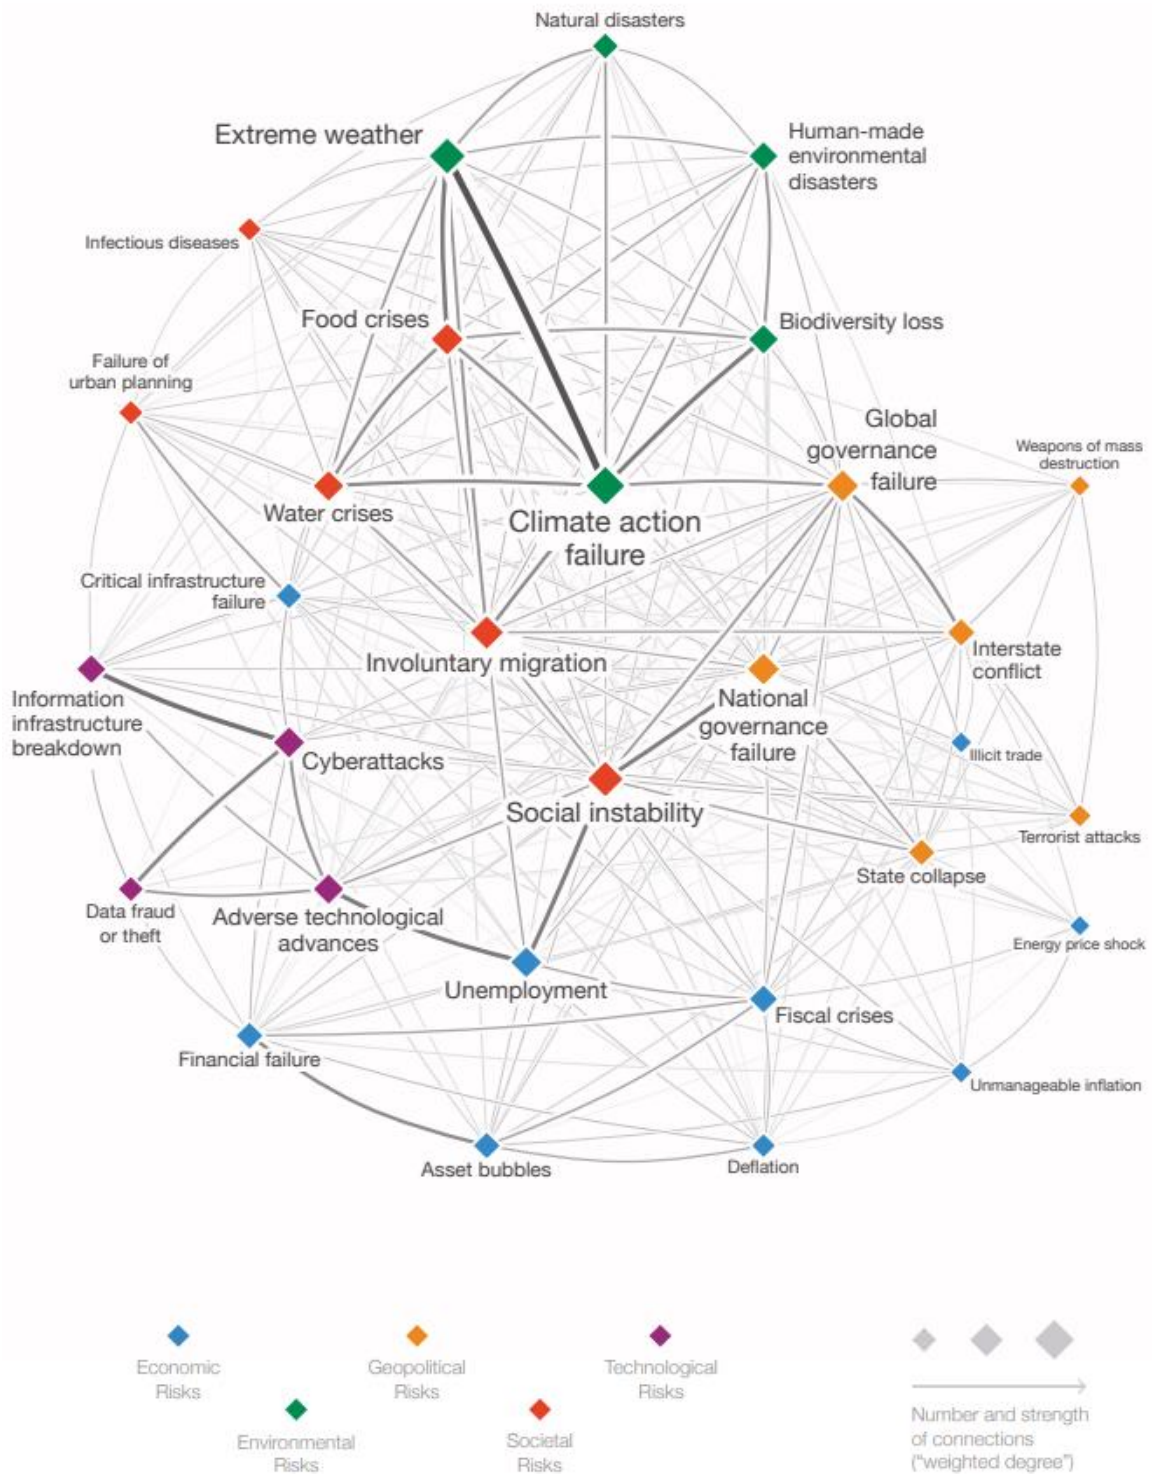 Natural disasters
Extreme weather
Human-made
environmental
disasters
Infectious diseases
Food crises
Biodiversity loss
Failure of
urban planning
Global
governance
failure
Weapons of mass
destruction
Water crises
Climate action
failure
Critical infrastructure
failure
Involuntary migration
Interstate
conflict
Information
infrastructure
breakdown
National
governance
failure
Cyberattacks
Illicit trade
Social instability
Terrorist attacks
State collapse
Data fraud
or theft
Adverse technological
advances
Energy price shock
Unemployment
Fiscal crises
Financial failure
Unmanageable inflation
Asset bubbles
Deflation
Economic
Risks
Geopolitical
Risks
Technological
Risks
Environmental
Risks
Societal
Risks
Number and strength
of connections
("weighted degree")